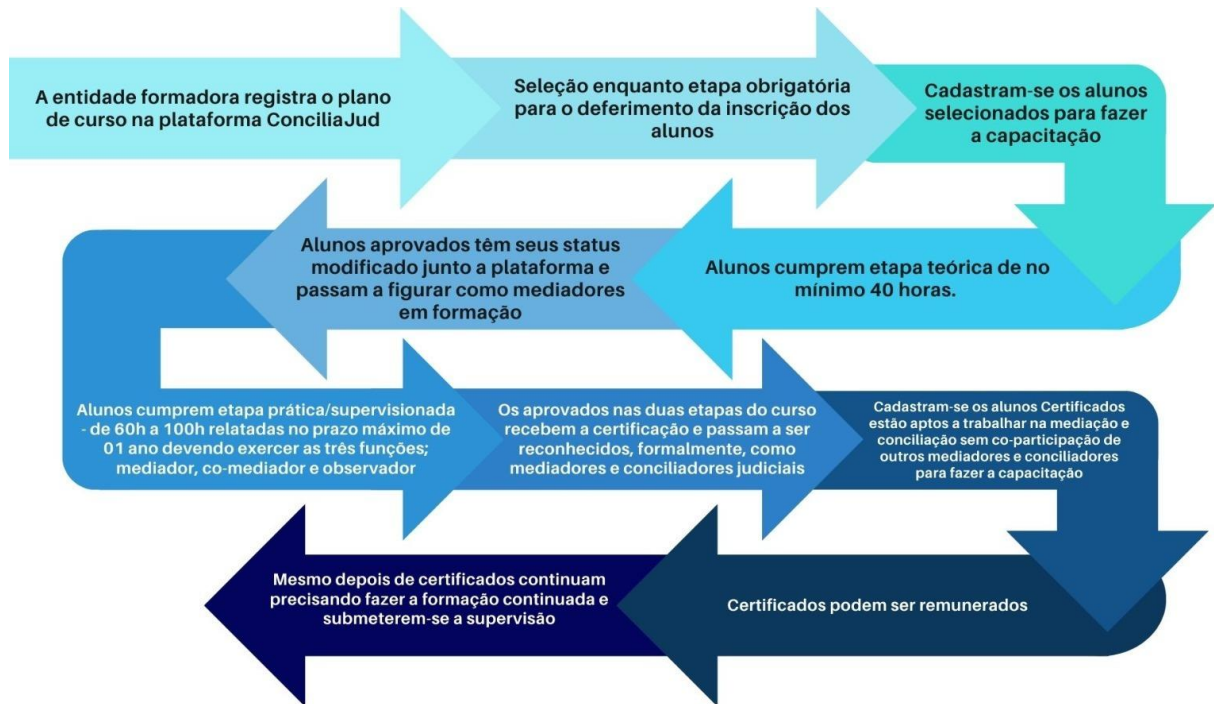 A entidade formadora registra o plano
de curso na plataforma ConciliaJud
Seleção enquanto etapa obrigatória
para o deferimento da inscrição dos
alunos
Cadastram-se os alunos
selecionados para fazer
a capacitação
Alunos cumprem etapa teórica de no
mínimo 40 horas.
Alunos aprovados têm seus status
modificado junto a plataforma e
passam a figurar como mediadores
em formação
Alunos cumprem etapa prática/supervisionada
- de 60h a 100h relatadas no prazo máximo de
01 ano devendo exercer as três funções;
mediador, co-mediador e observador
Os aprovados nas duas etapas do curso
recebem a certificação e passam a ser
reconhecidos, formalmente, como
mediadores e conciliadores judiciais
Cadastram-se os alunos Certificados
estão aptos a trabalhar na mediação e
conciliação sem co-participação de
outros mediadores e conciliadores
para fazer a capacitação
Certificados podem ser remunerados
Mesmo depois de certificados continuam
precisando fazer a formação continuada e
submeterem-se a supervisão